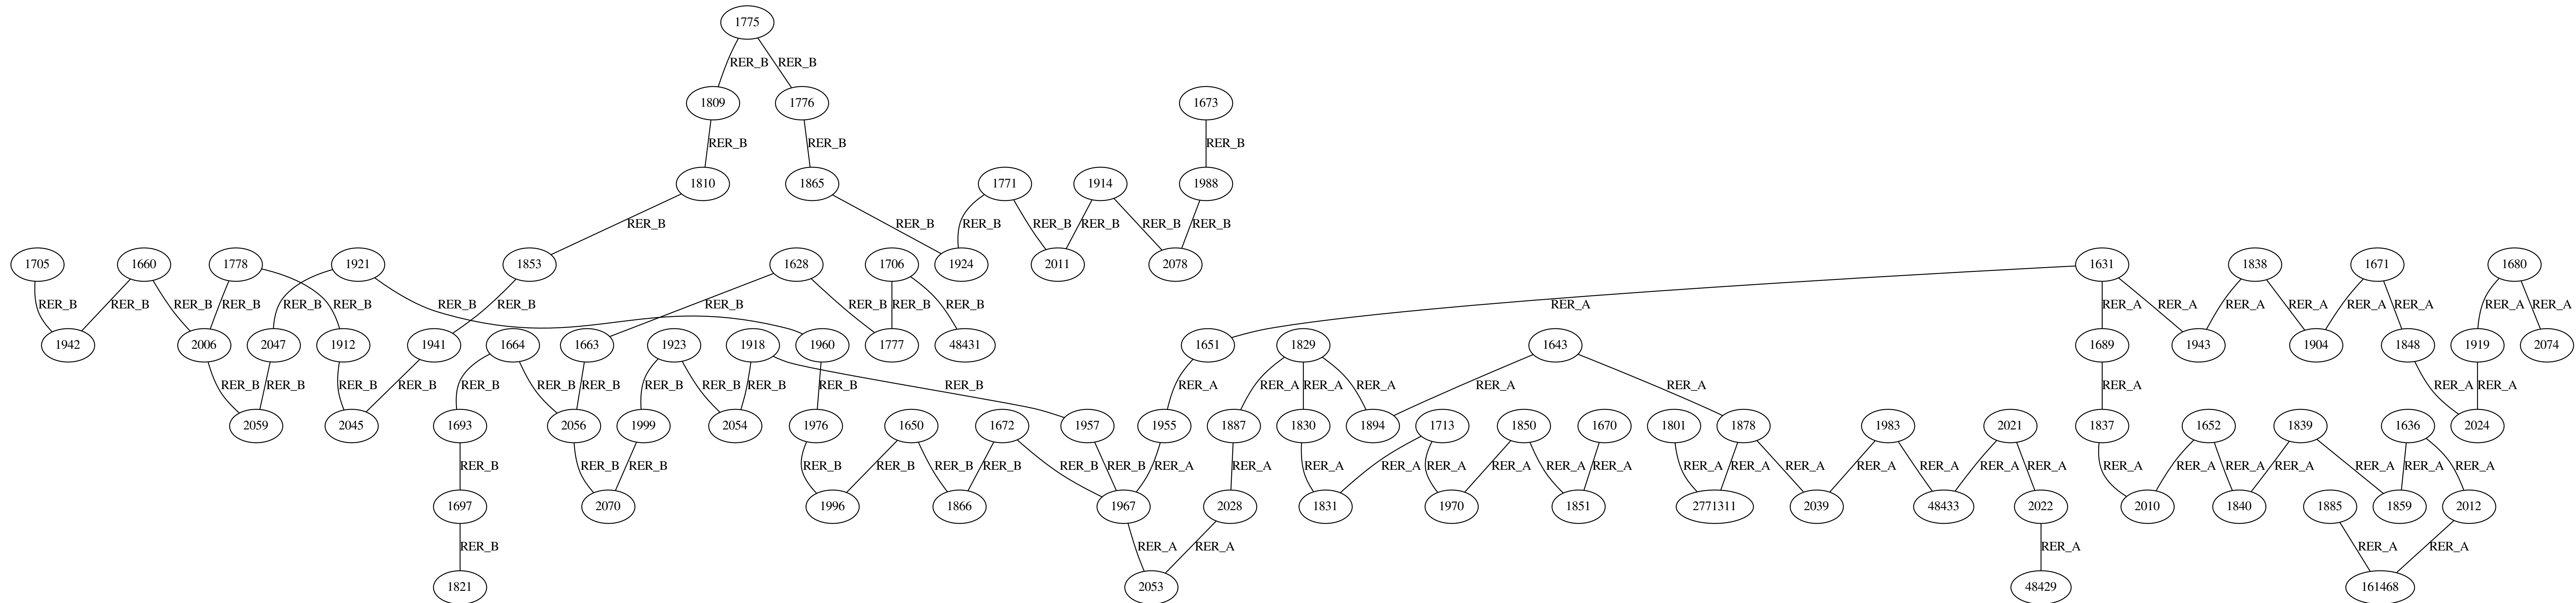 1775
RER_B RER_B
1809 1776 1673
RER_B RER_B RER_B
1810 1865 1771 1914 1988
RER_B RER_B RER_B RER_B RER_B RER_B RER_B
1705 1660 1778 1921 1853 1628 1706 1924 2011 2078 1631 1838 1671 1680
RER_B RER_B RER_B RER_B RER_B RER_B RER_B RER_B RER_B RER_B RER_B RER_A RER_A RER_A RER_A RER_A RER_A RER_A RER_A RER_A
1942 2006 2047 1912 1941 1664 1663 1923 1918 1960 1777 48431 1651 1829 1643 1689 1943 1904 1848 1919 2074
RER_B RER_B RER_B RER_B RER_B RER_B RER_B RER_B RER_B RER_B RER_B RER_B RER_A RER_A RER_A RER_A RER_A RER_A RER_A RER_A RER_A
2059 2045 1693 2056 1999 2054 1976 1650 1672 1957 1955 1887 1830 1894 1713 1850 1670 1801 1878 1983 2021 1837 1652 1839 1636 2024
RER_B RER_B RER_B RER_B RER_B RER_B RER_B RER_B RER_B RER_A RER_A RER_A RER_A RER_A RER_A RER_A RER_A RER_A RER_A RER_A RER_A RER_A RER_A RER_A RER_A RER_A RER_A RER_A RER_A RER_A RER_A
1697 2070 1996 1866 1967 2028 1831 1970 1851 2771311 2039 48433 2022 2010 1840 1885 1859 2012
RER_B RER_A RER_A RER_A RER_A RER_A
1821 2053 48429 161468